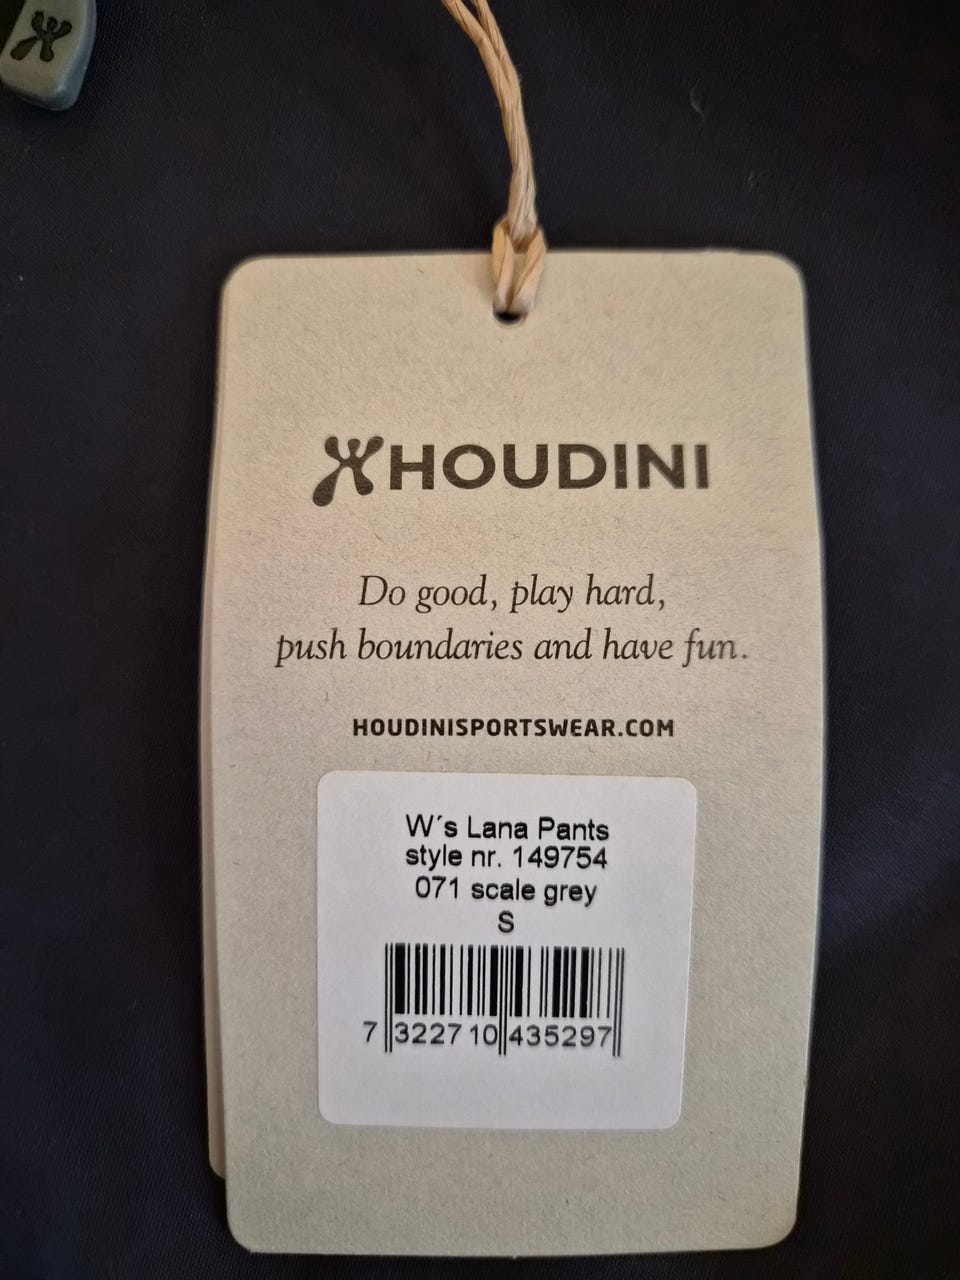 HOUDINI
Do good, play hard,
push boundaries and have fun.
HOUDINISPORTSWEAR.COM
W´s Lana Pants
style nr. 149754
071 scale grey
S
7 322710 435297